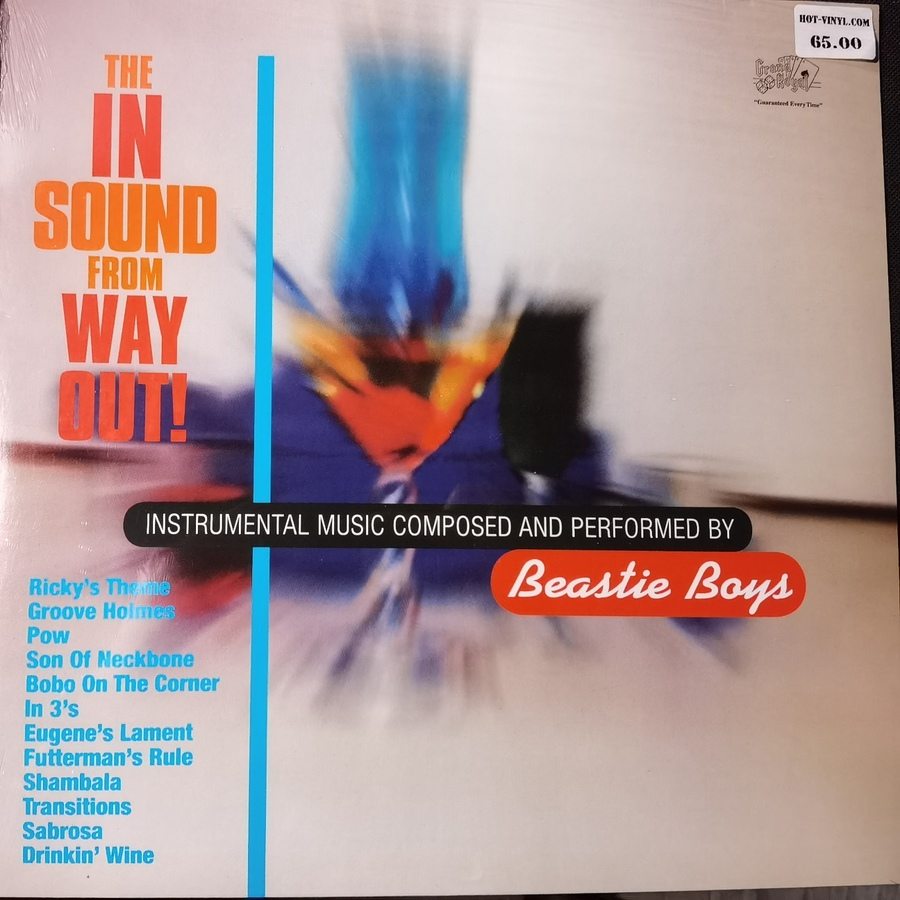 THE
IN
SOUND
FROM
WAY
OUT!
HOT-VINYL.COM
65.00
Grand
Royal
"Guaranteed Every Time"
INSTRUMENTAL MUSIC COMPOSED AND PERFORMED BY
Beastie Boys
Ricky's Theme
Groove Holmes
Pow
Son Of Neckbone
Bobo On The Corner
In 3's
Eugene's Lament
Futterman's Rule
Shambala
Transitions
Sabrosa
Drinkin' Wine